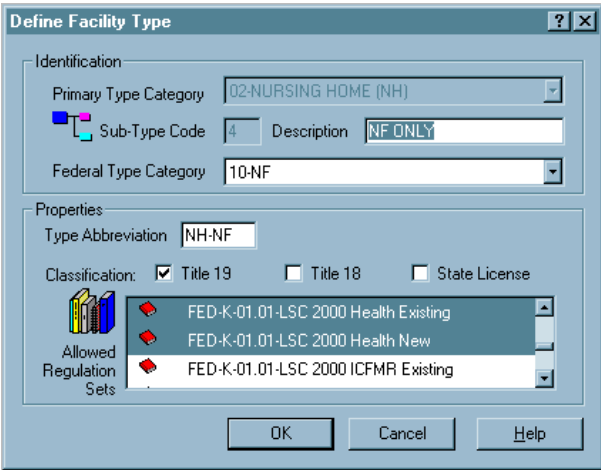 Define Facility Type
Identification
Primary Type Category 02-NURSING HOME (NH)
Sub-Type Code 4 Description NF ONLY
Federal Type Category 10-NF
Properties
Type Abbreviation NH-NF
Classification: Title 19 Title 18 State License
FED-K-01.01-LSC 2000 Health Existing
FED-K-01.01-LSC 2000 Health New
FED-K-01.01-LSC 2000 ICFMR Existing
Allowed
Regulation
Sets
OK Cancel Help